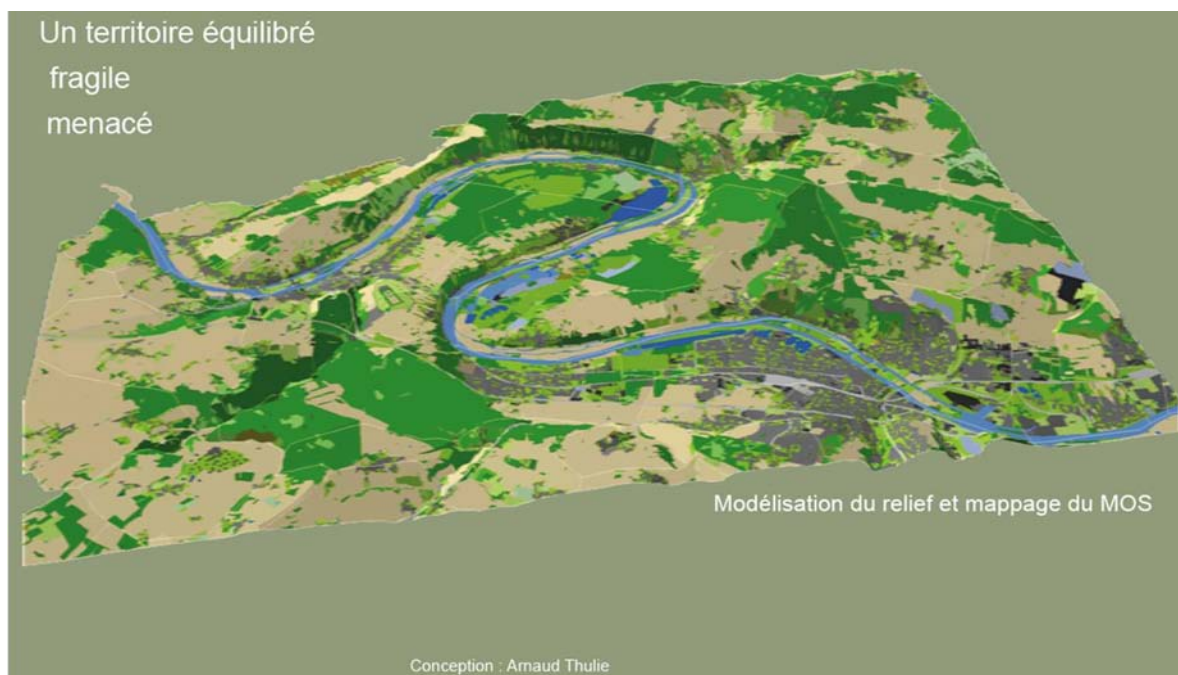 Un territoire équilibré
fragile
menacé
Modélisation du relief et mappage du MOS
Conception : Arnaud Thulie